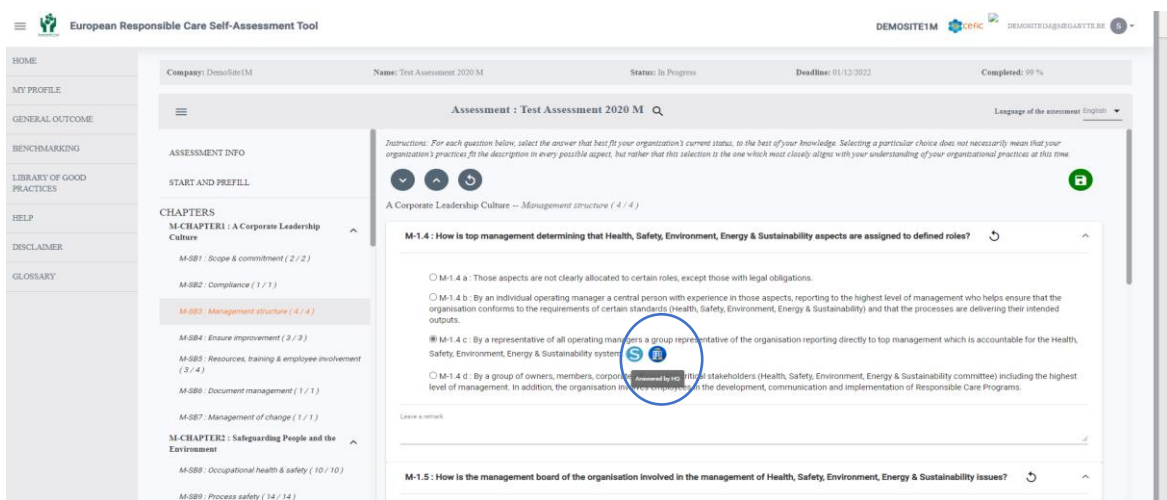 European Responsible Care Self-Assessment Tool
DEMOSITE1M
cefic
DEMOSITE1M@MEGABYTE.BE
S
HOME
MY PROFILE
GENERAL OUTCOME
BENCHMARKING
LIBRARY OF GOOD
PRACTICES
HELP
DISCLAIMER
GLOSSARY
Company: DemoSite1M
Name: Test Assessment 2020 M
Status: In Progress
Deadline: 01/12/2022
Completed: 99 %
Assessment : Test Assessment 2020 M
Language of the assessment English
ASSESSMENT INFO
START AND PREFILL
CHAPTERS
M-CHAPTER1 : A Corporate Leadership
Culture
M-SB1 : Scope & commitment ( 2 / 2 )
M-SB2 : Compliance ( 1 / 1 )
M-SB3 : Management structure ( 4 / 4 )
M-SB4 : Ensure improvement ( 3 / 3 )
M-SB5 : Resources, training & employee involvement
( 3 / 4 )
M-SB6 : Document management ( 1 / 1 )
M-SB7 : Management of change ( 1 / 1 )
M-CHAPTER2 : Safeguarding People and the
Environment
M-SB8 : Occupational health & safety ( 10 / 10 )
M-SB9 : Process safety ( 14 / 14 )
Instructions: For each question below, select the answer that best fit your organization's current status, to the best of your knowledge. Selecting a particular choice does not necessarily mean that your
organization's practices fit the description in every possible aspect, but rather that this selection is the one which most closely aligns with your understanding of your organizational practices at this time.
A Corporate Leadership Culture -- Management structure ( 4 / 4 )
M-1.4 : How is top management determining that Health, Safety, Environment, Energy & Sustainability aspects are assigned to defined roles?
M-1.4 a : Those aspects are not clearly allocated to certain roles, except those with legal obligations.
M-1.4 b : By an individual operating manager a central person with experience in those aspects, reporting to the highest level of management who helps ensure that the
organisation conforms to the requirements of certain standards (Health, Safety, Environment, Energy & Sustainability) and that the processes are delivering their intended
outputs.
M-1.4 c : By a representative of all operating managers a group representative of the organisation reporting directly to top management which is accountable for the Health,
Safety, Environment, Energy & Sustainability system. S
Answered by HQ
M-1.4 d : By a group of owners, members, corporate stakeholders (Health, Safety, Environment, Energy & Sustainability committee) including the highest
level of management. In addition, the organisation involves employees in the development, communication and implementation of Responsible Care Programs.
Leave a remark
M-1.5 : How is the management board of the organisation involved in the management of Health, Safety, Environment, Energy & Sustainability issues?